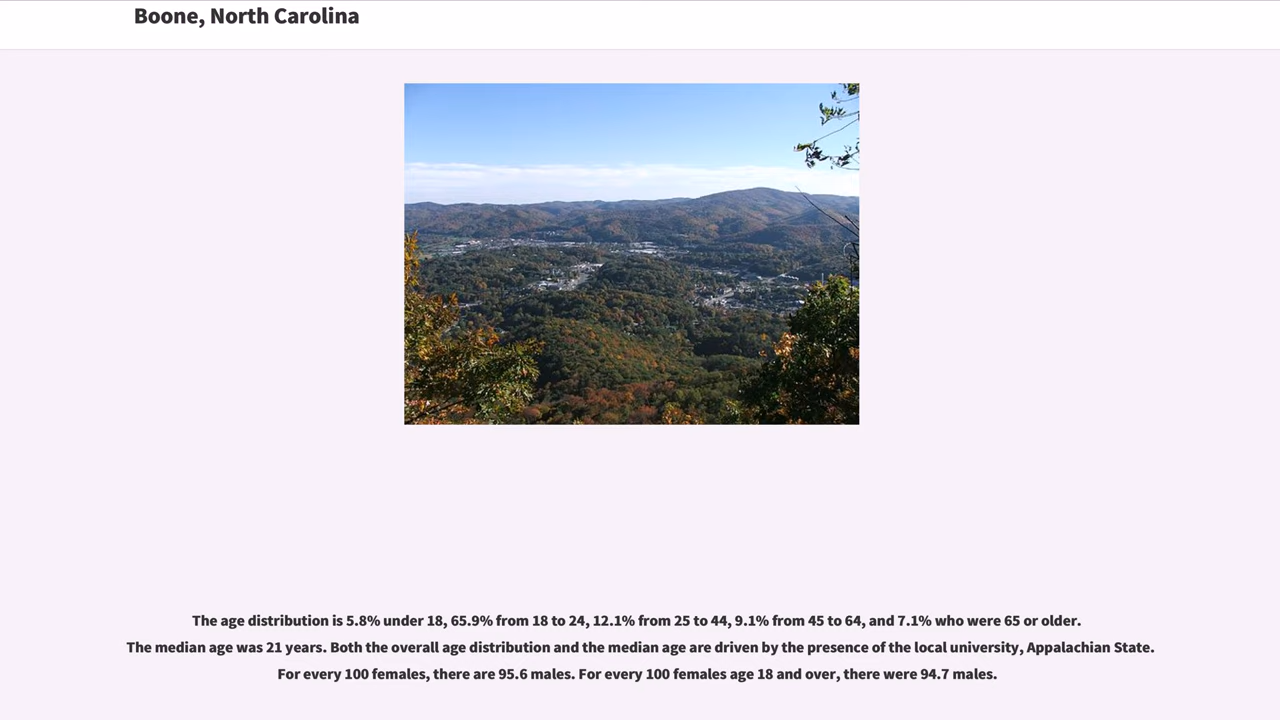 Boone, North Carolina
The age distribution is 5.8% under 18, 65.9% from 18 to 24, 12.1% from 25 to 44, 9.1% from 45 to 64, and 7.1% who were 65 or older.
The median age was 21 years. Both the overall age distribution and the median age are driven by the presence of the local university, Appalachian State.
For every 100 females, there are 95.6 males. For every 100 females age 18 and over, there were 94.7 males.